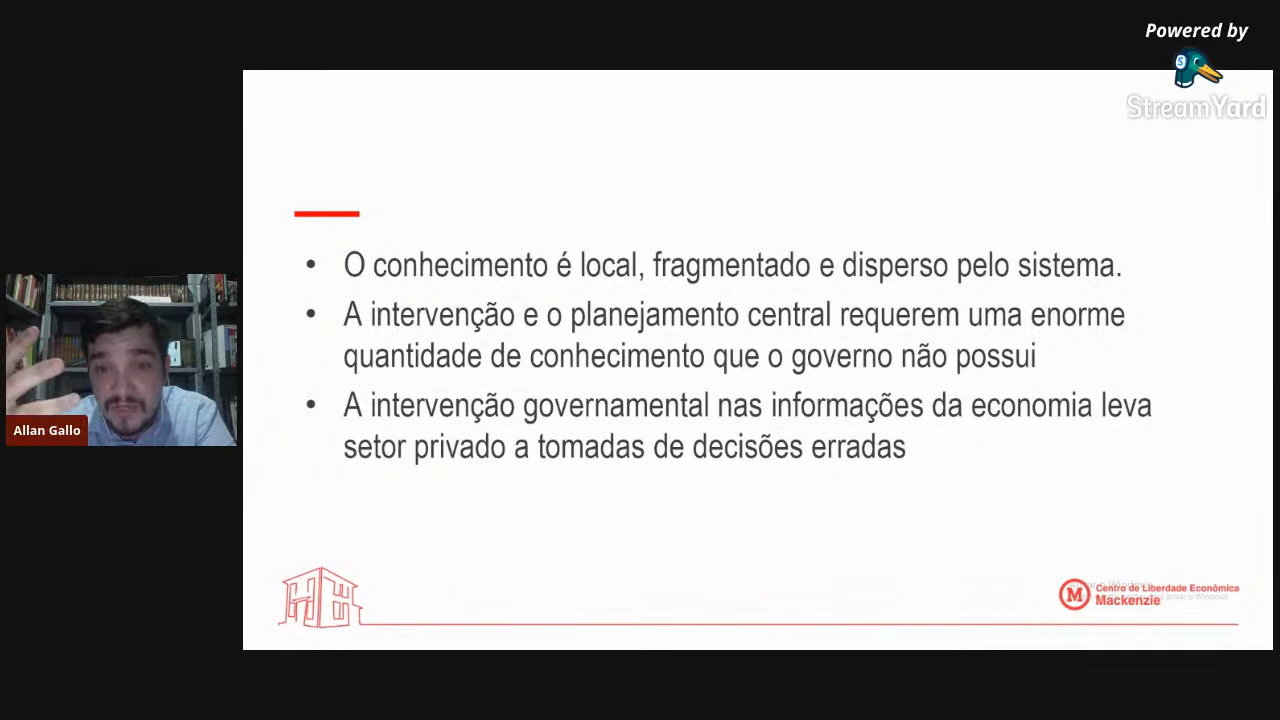 Powered by
StreamYard
O conhecimento é local, fragmentado e disperso pelo sistema.
A intervenção e o planejamento central requerem uma enorme
quantidade de conhecimento que o governo não possui
A intervenção governamental nas informações da economia leva
setor privado a tomadas de decisões erradas
Allan Gallo
M
Centro de Liberdade Econômica
Mackenzie